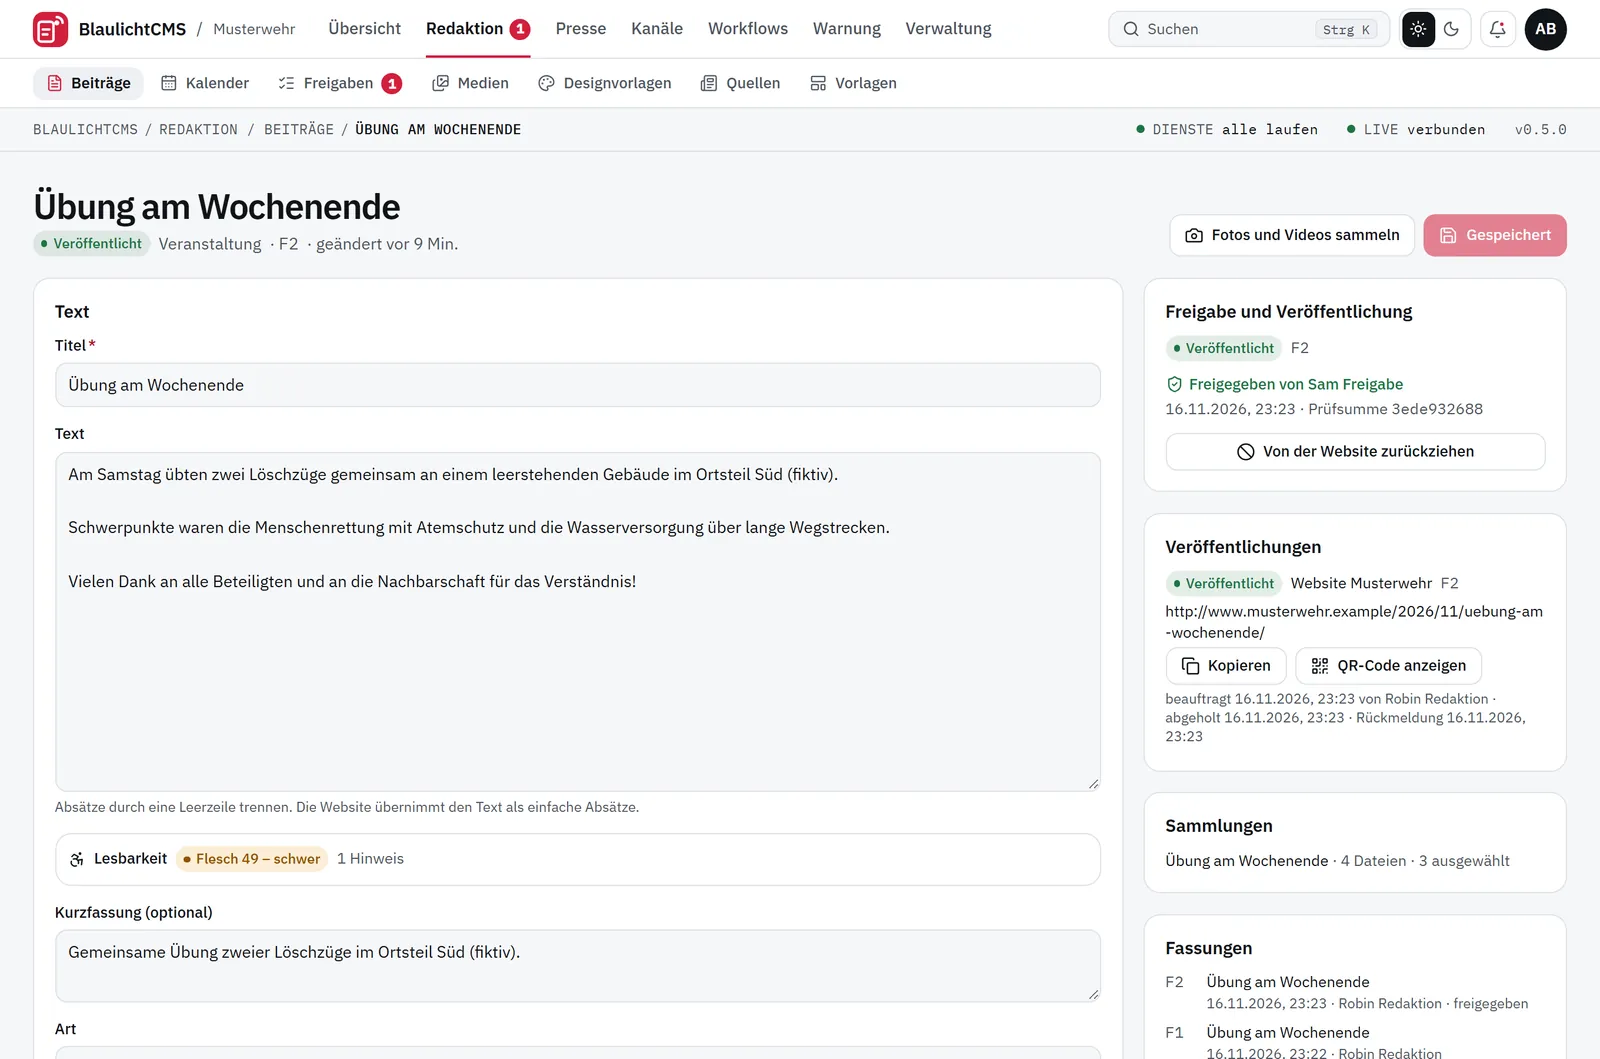 BlaulichtCMS / Musterwehr
Übersicht
Redaktion 1
Presse
Kanäle
Workflows
Warnung
Verwaltung
Suchen
Strg K
AB
Beiträge
Kalender
Freigaben 1
Medien
Designvorlagen
Quellen
Vorlagen
BLAULICHTCMS / REDAKTION / BEITRÄGE / ÜBUNG AM WOCHENENDE
DIENSTE alle laufen
LIVE verbunden
v0.5.0
Übung am Wochenende
Veröffentlicht Veranstaltung · F2 · geändert vor 9 Min.
Fotos und Videos sammeln
Gespeichert
Text
Titel*
Übung am Wochenende
Text
Am Samstag übten zwei Löschzüge gemeinsam an einem leerstehenden Gebäude im Ortsteil Süd (fiktiv).
Schwerpunkte waren die Menschenrettung mit Atemschutz und die Wasserversorgung über lange Wegstrecken.
Vielen Dank an alle Beteiligten und an die Nachbarschaft für das Verständnis!
Absätze durch eine Leerzeile trennen. Die Website übernimmt den Text als einfache Absätze.
Lesbarkeit Flesch 49 – schwer 1 Hinweis
Kurzfassung (optional)
Gemeinsame Übung zweier Löschzüge im Ortsteil Süd (fiktiv).
Art
Freigabe und Veröffentlichung
Veröffentlicht F2
Freigegeben von Sam Freigabe
16.11.2026, 23:23 · Prüfsumme 3ede932688
Von der Website zurückziehen
Veröffentlichungen
Veröffentlicht Website Musterwehr F2
http://www.musterwehr.example/2026/11/uebung-am
-wochenende/
Kopieren
QR-Code anzeigen
beauftragt 16.11.2026, 23:23 von Robin Redaktion ·
abgeholt 16.11.2026, 23:23 · Rückmeldung 16.11.2026,
23:23
Sammlungen
Übung am Wochenende · 4 Dateien · 3 ausgewählt
Fassungen
F2 Übung am Wochenende
16.11.2026, 23:23 · Robin Redaktion · freigegeben
F1 Übung am Wochenende
16.11.2026, 23:22 · Robin Redaktion